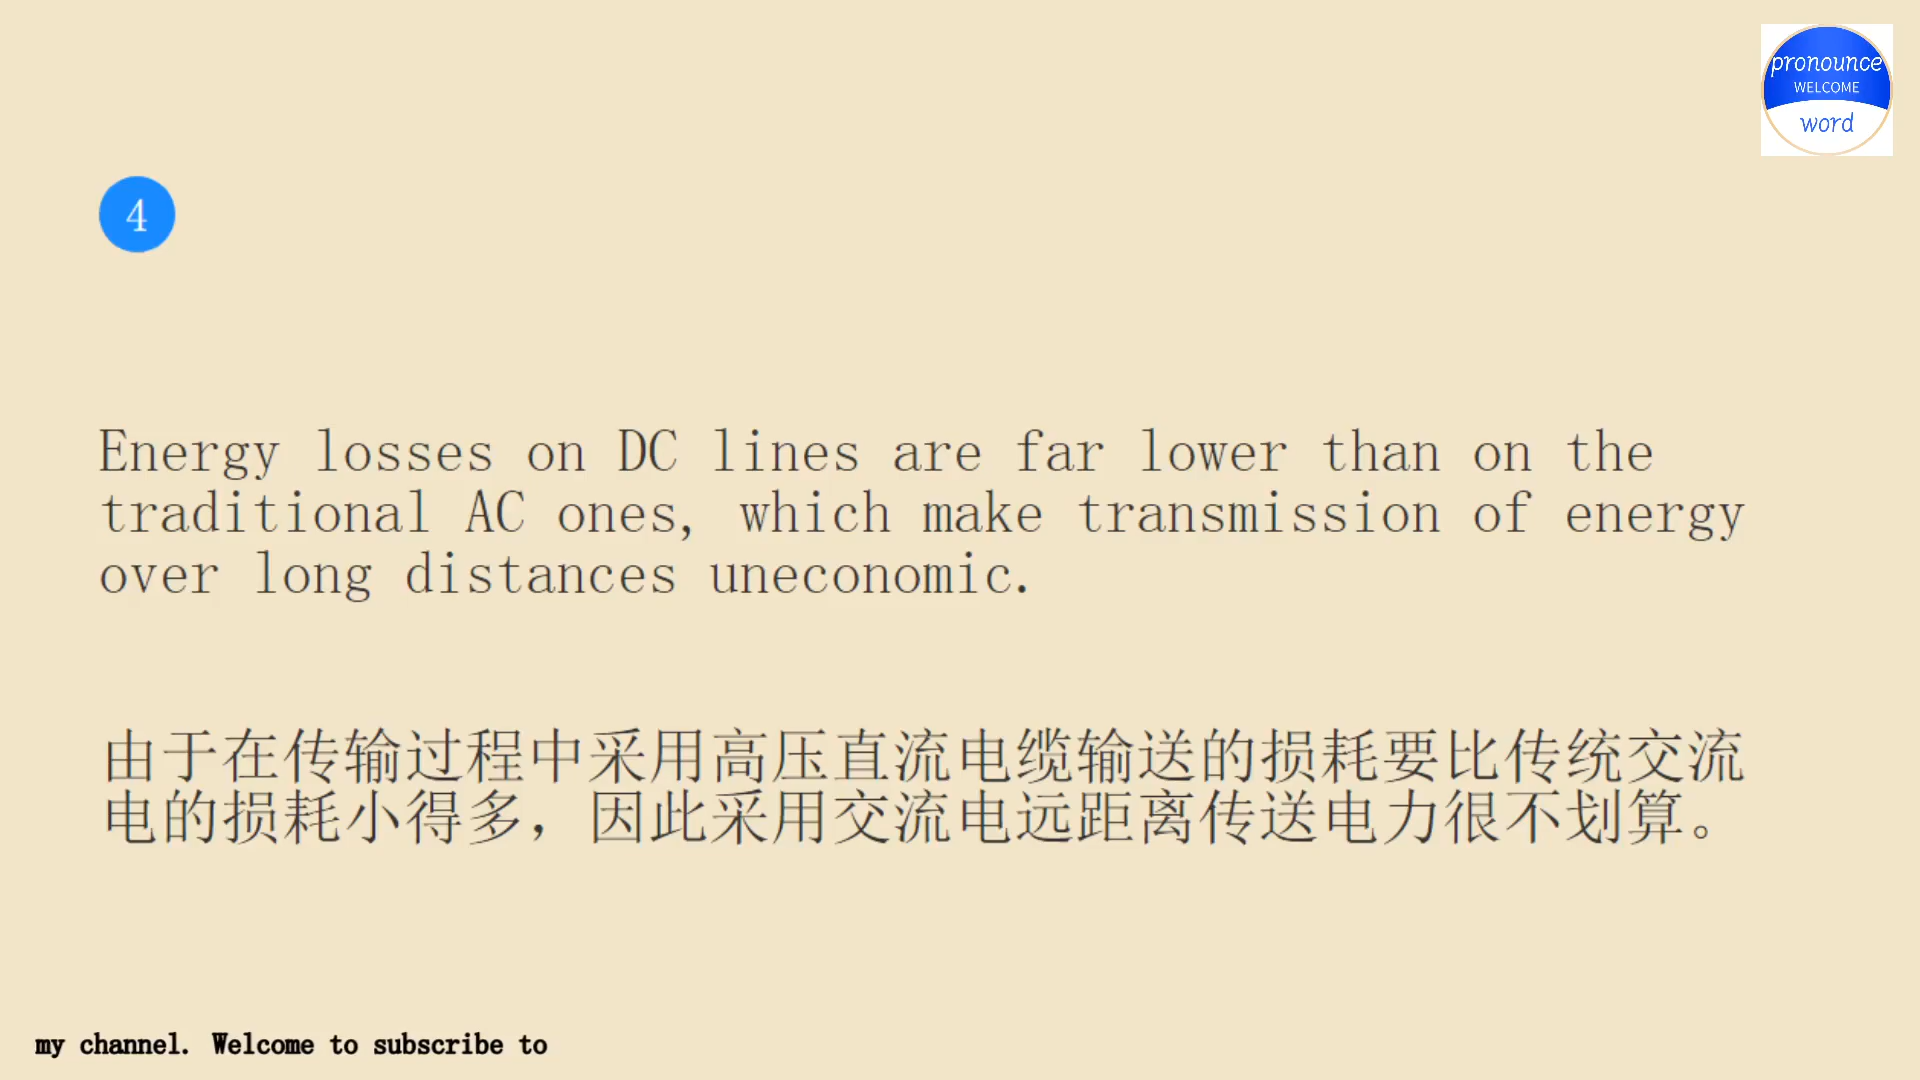 pronounce
WELCOME
word
4
Energy losses on DC lines are far lower than on the
traditional AC ones, which make transmission of energy
over long distances uneconomic.
由于在传输过程中采用高压直流电缆输送的损耗要比传统交流
电的损耗小得多，因此采用交流电远距离传送电力很不划算。
my channel. Welcome to subscribe to